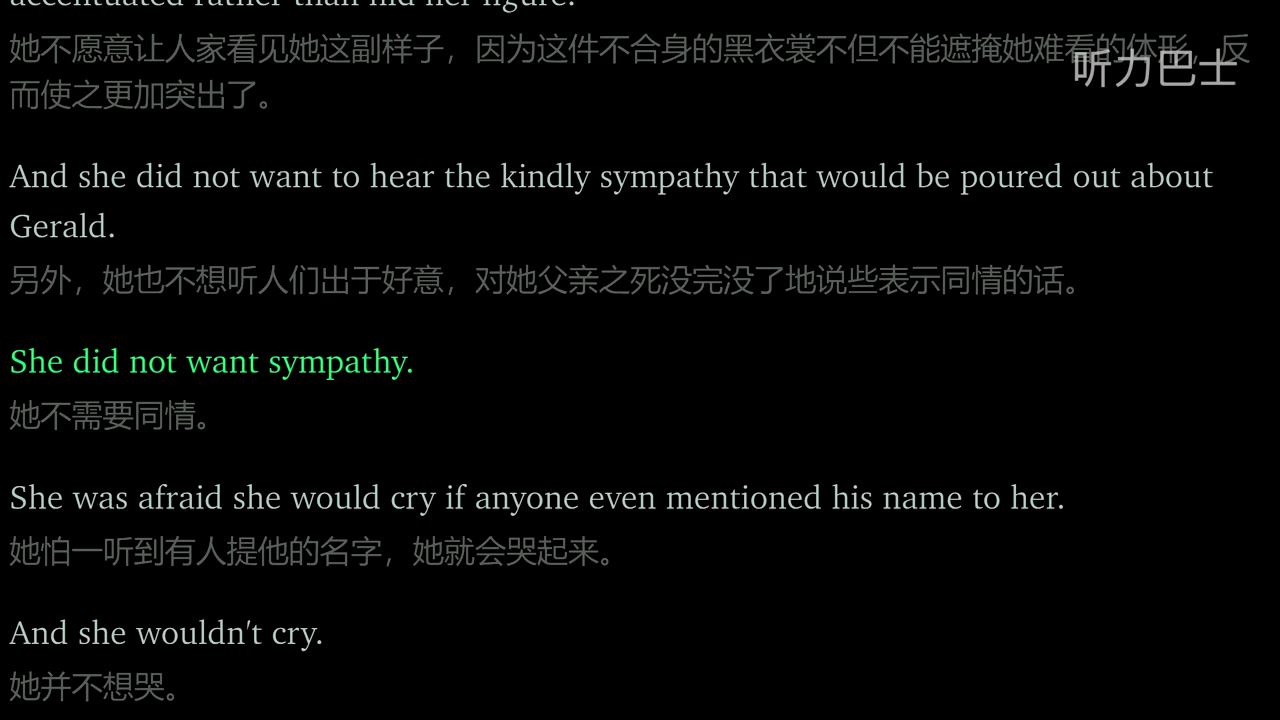 accentuated rather than hid her figure.
她不愿意让人家看见她这副样子，因为这件不合身的黑衣裳不但不能遮掩她难看的体形，反
而使之更加突出了。
听力巴士
And she did not want to hear the kindly sympathy that would be poured out about
Gerald.
另外，她也不想听人们出于好意，对她父亲之死没完没了地说些表示同情的话。
She did not want sympathy.
她不需要同情。
She was afraid she would cry if anyone even mentioned his name to her.
她怕一听到有人提他的名字，她就会哭起来。
And she wouldn't cry.
她并不想哭。